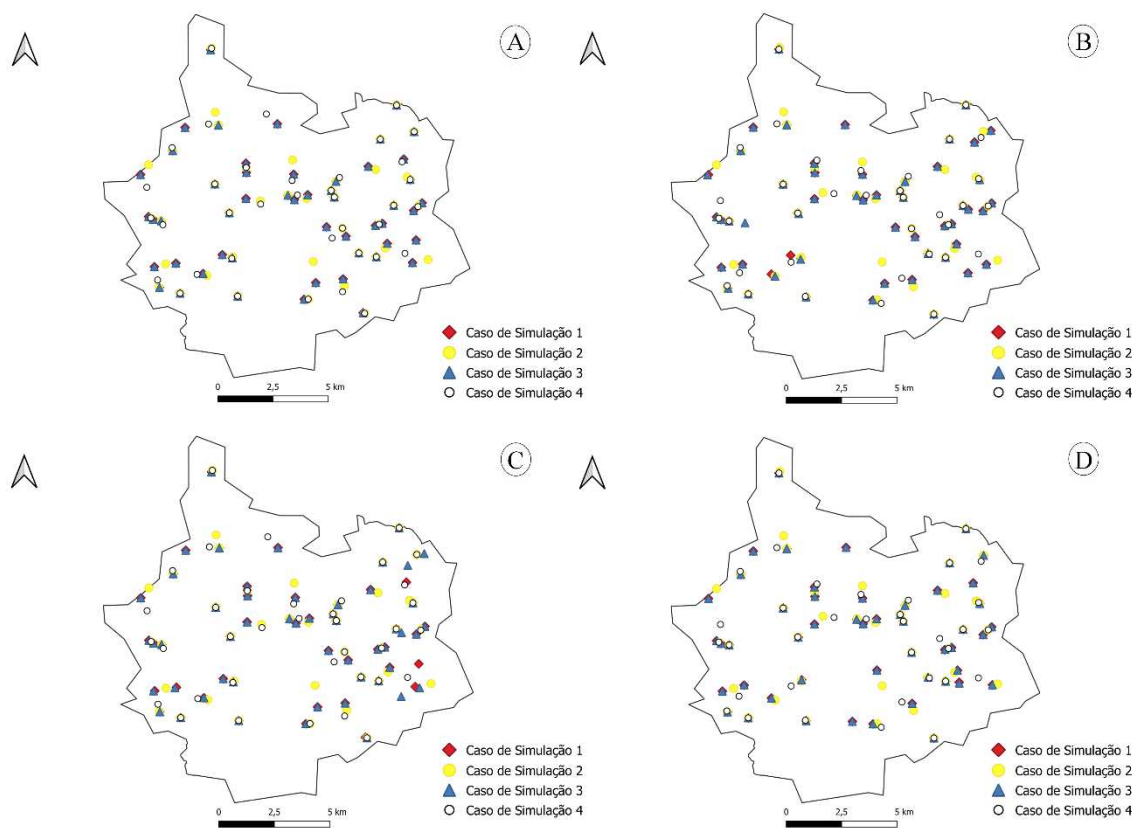 A
Caso de Simulação 1
Caso de Simulação 2
Caso de Simulação 3
Caso de Simulação 4
0 2,5 5 km
B
Caso de Simulação 1
Caso de Simulação 2
Caso de Simulação 3
Caso de Simulação 4
0 2,5 5 km
C
Caso de Simulação 1
Caso de Simulação 2
Caso de Simulação 3
Caso de Simulação 4
0 2,5 5 km
D
Caso de Simulação 1
Caso de Simulação 2
Caso de Simulação 3
Caso de Simulação 4
0 2,5 5 km